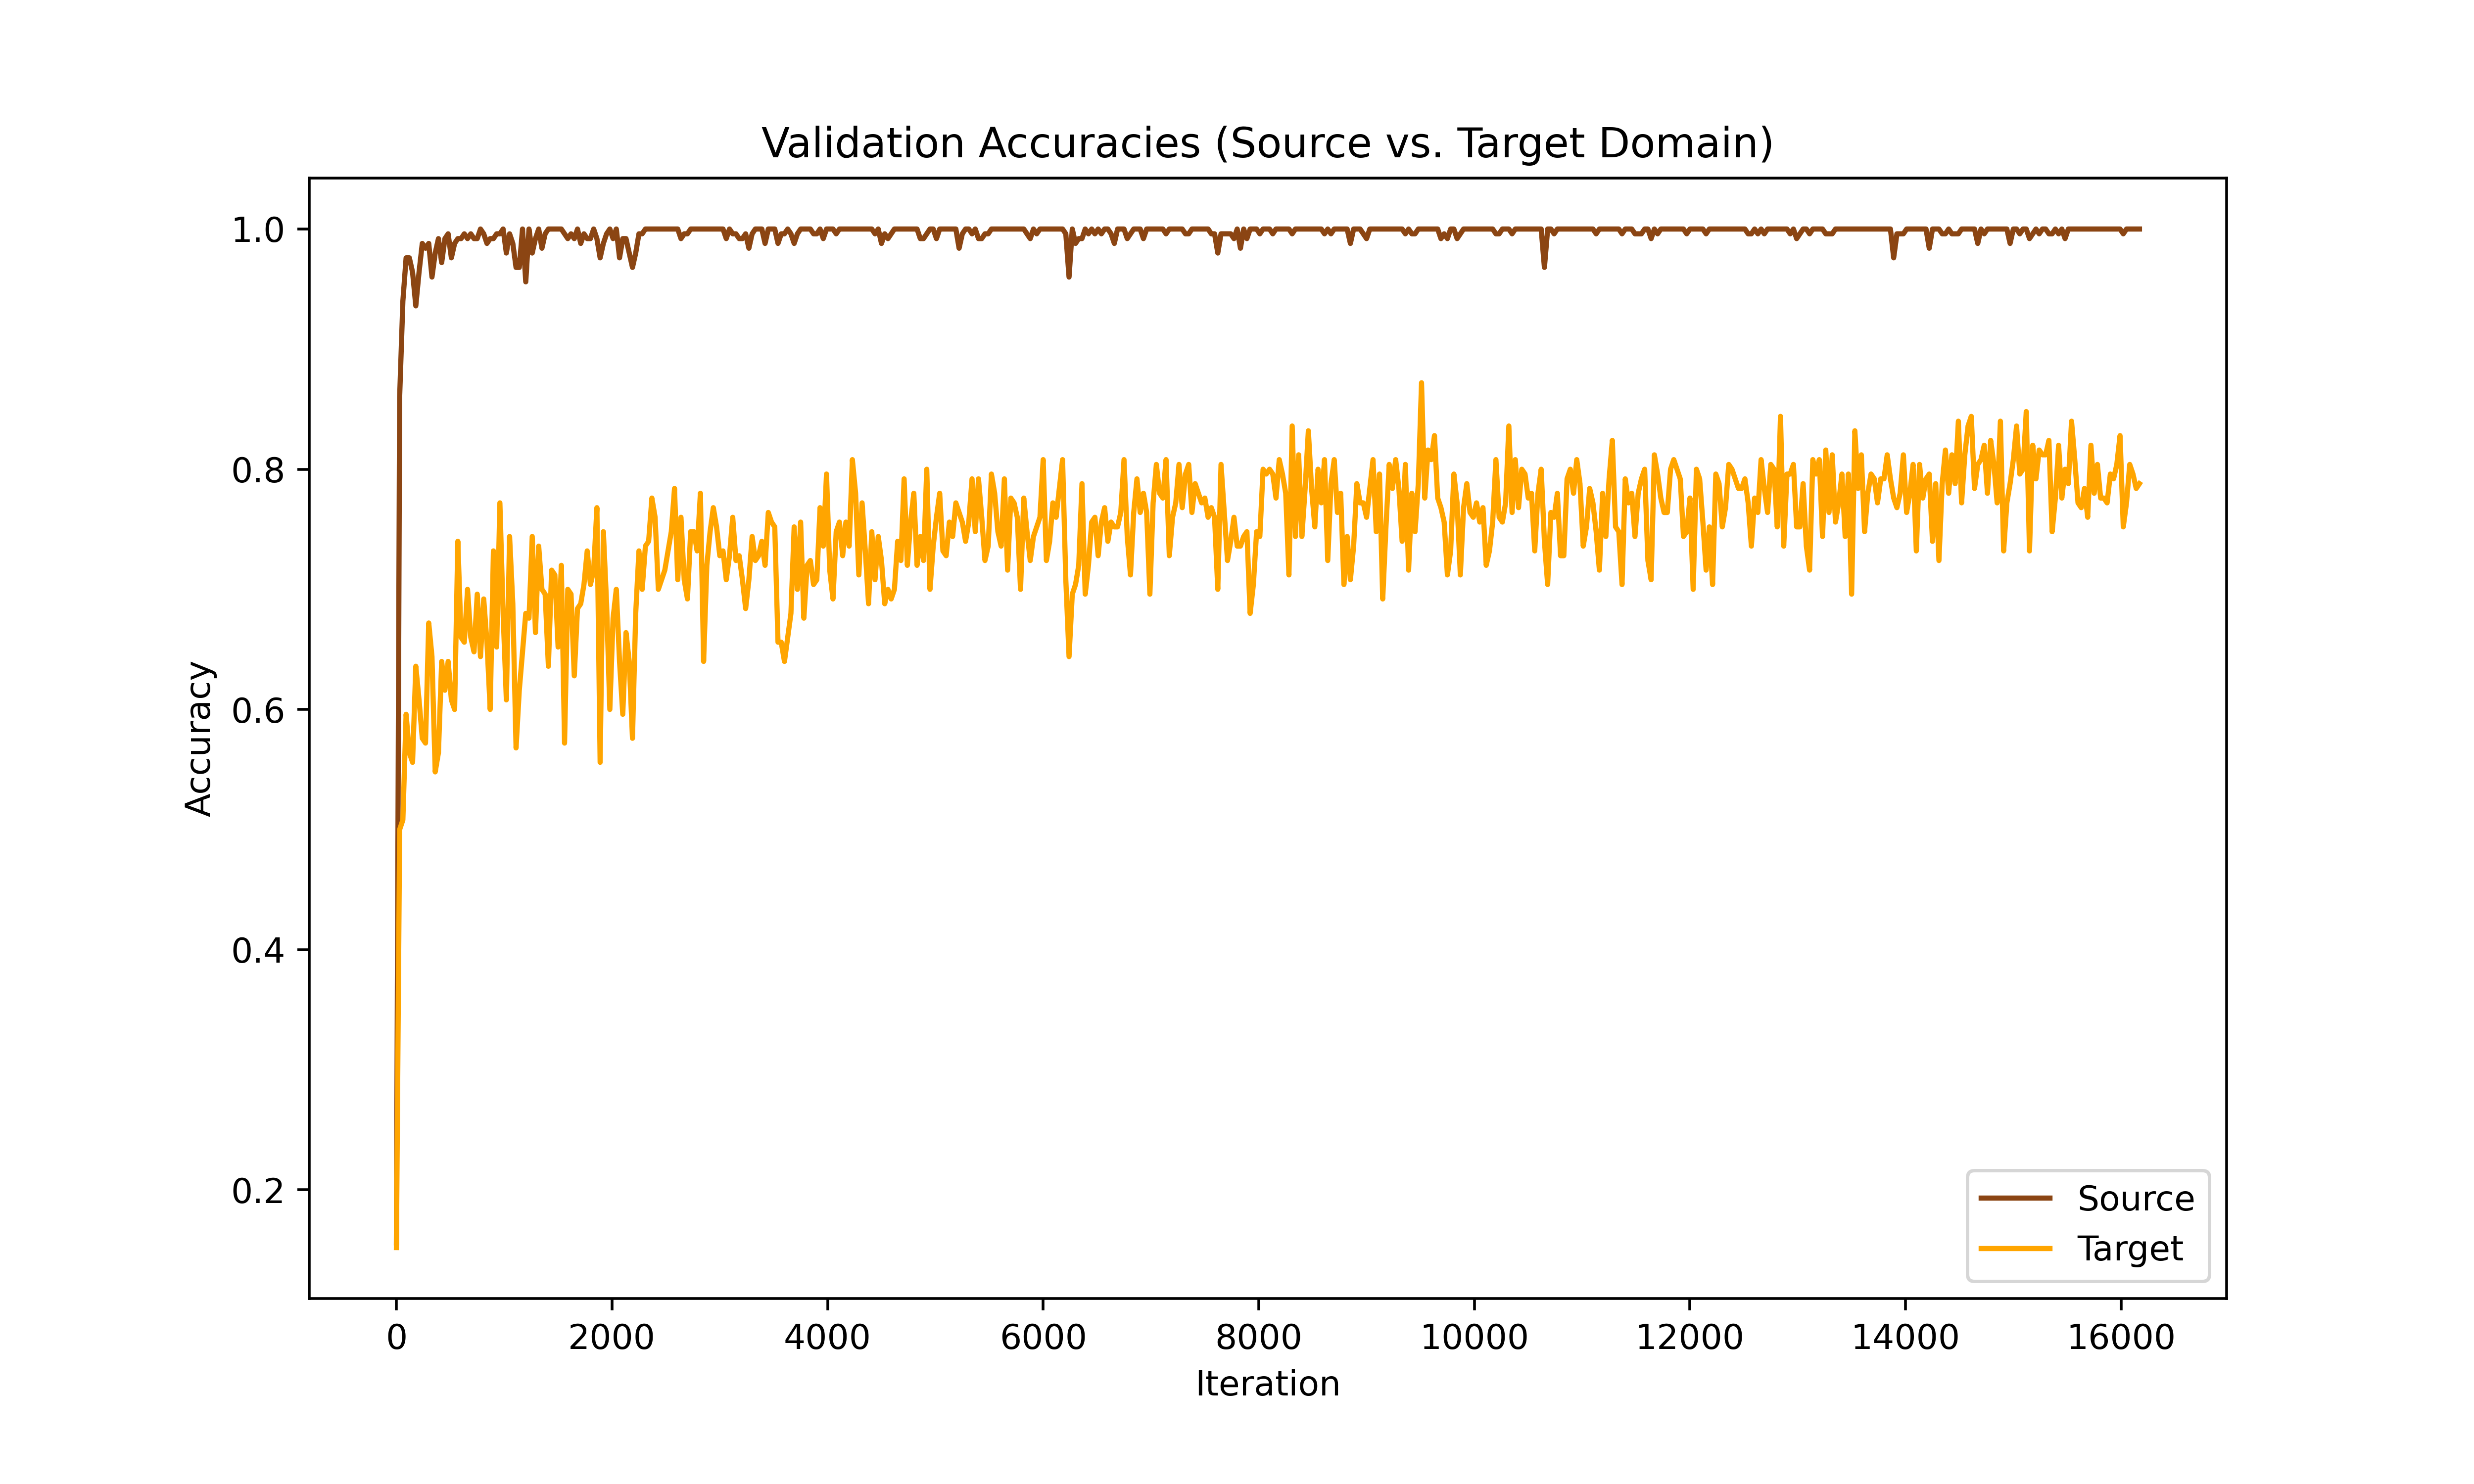 Validation Accuracies (Source vs. Target Domain)
1.0
0.8
0.6
0.4
0.2
Accuracy
Source
Target
0 2000 4000 6000 8000 10000 12000 14000 16000
Iteration